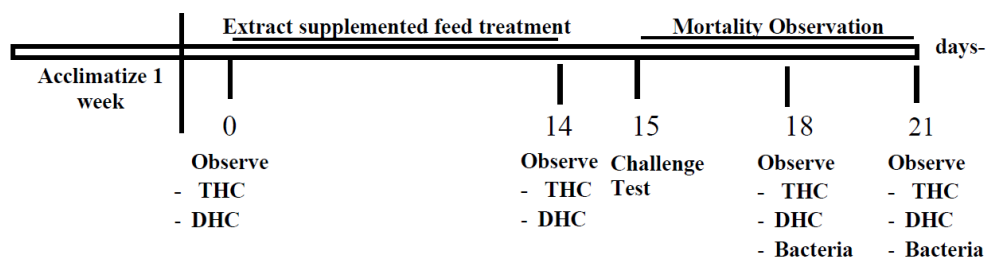 Extract supplemented feed treatment
Mortality Observation
days-
Acclimatize 1
week
0
14
15
18
21
Observe
- THC
- DHC
Observe
- THC
- DHC
Challenge
Test
Observe
- THC
- DHC
- Bacteria
Observe
- THC
- DHC
- Bacteria